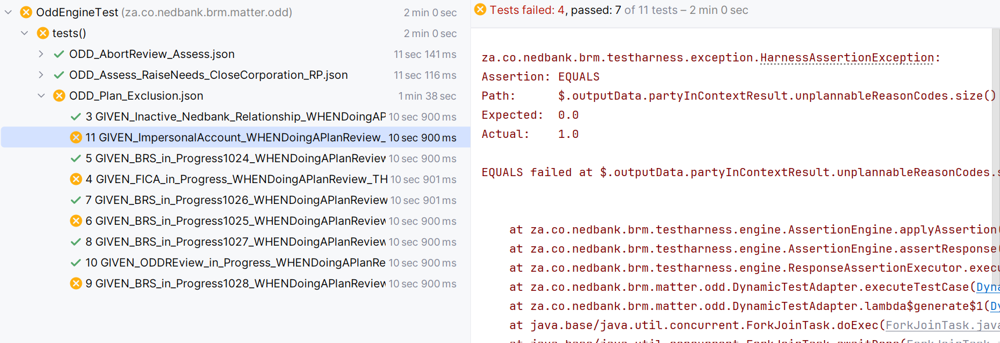 OddEngineTest (za.co.nedbank.brm.matter.odd) 2 min 0 sec
tests() 2 min 0 sec
ODD_AbortReview_Assess.json 11 sec 141 ms
ODD_Assess_RaiseNeeds_CloseCorporation_RP.json 11 sec 116 ms
ODD_Plan_Exclusion.json 1 min 38 sec
3 GIVEN_Inactive_Nedbank_Relationship_WHENDoingAP 10 sec 900 ms
11 GIVEN_ImpersonalAccount_WHENDoingAPlanReview_ 10 sec 900 ms
5 GIVEN_BRS_in_Progress1024_WHENDoingAPlanReview 10 sec 900 ms
4 GIVEN_FICA_in_Progress_WHENDoingAPlanReview_TH 10 sec 901 ms
7 GIVEN_BRS_in_Progress1026_WHENDoingAPlanReview 10 sec 901 ms
6 GIVEN_BRS_in_Progress1025_WHENDoingAPlanReview 10 sec 900 ms
8 GIVEN_BRS_in_Progress1027_WHENDoingAPlanReview 10 sec 900 ms
10 GIVEN_ODDREview_in_Progress_WHENDoingAPlanRe 10 sec 900 ms
9 GIVEN_BRS_in_Progress1028_WHENDoingAPlanReview 10 sec 900 ms
Tests failed: 4, passed: 7 of 11 tests – 2 min 0 sec
za.co.nedbank.brm.testharness.exception.HarnessAssertionException:
Assertion: EQUALS
Path: $.outputData.partyInContextResult.unplannableReasonCodes.size()
Expected: 0.0
Actual: 1.0
EQUALS failed at $.outputData.partyInContextResult.unplannableReasonCodes.s
at za.co.nedbank.brm.testharness.engine.AssertionEngine.applyAssertion(
at za.co.nedbank.brm.testharness.engine.AssertionEngine.assertResponse(
at za.co.nedbank.brm.testharness.engine.ResponseAssertionExecutor.execu
at za.co.nedbank.brm.matter.odd.DynamicTestAdapter.executeTestCase(Dyna
at za.co.nedbank.brm.matter.odd.DynamicTestAdapter.lambda$generate$1(Dy
at java.base/java.util.concurrent.ForkJoinTask.doExec(ForkJoinTask.java